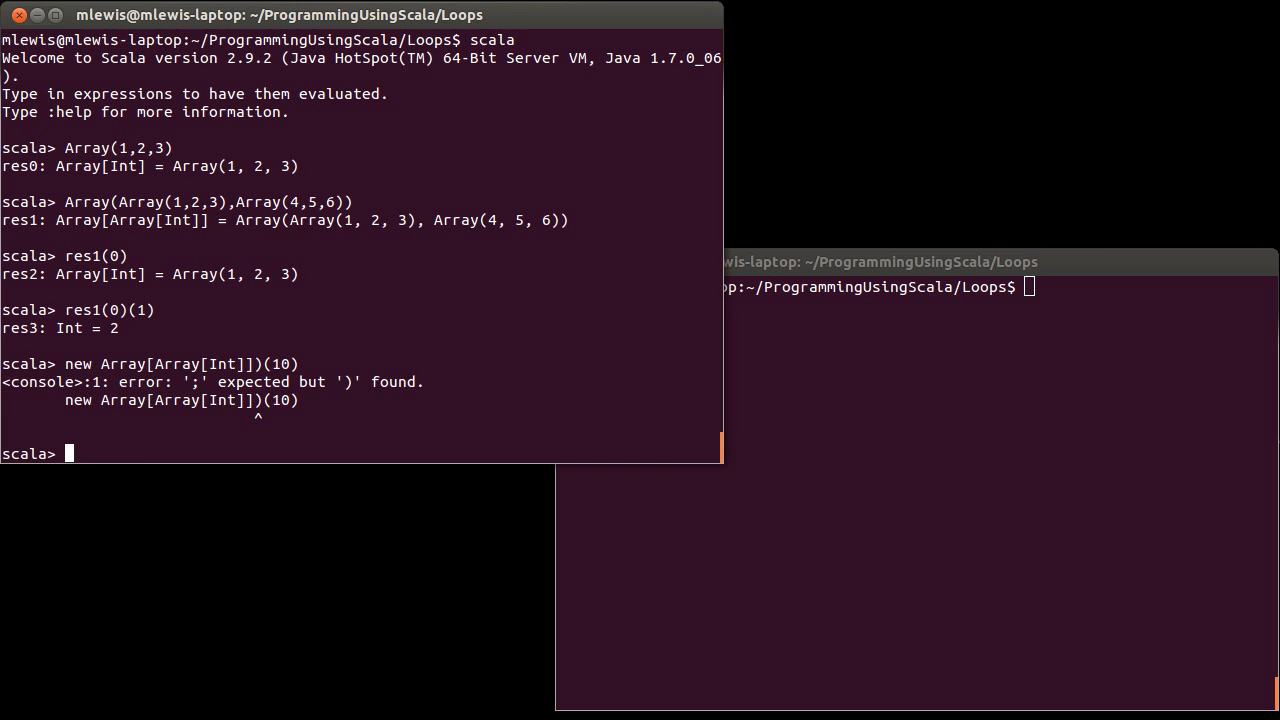 mlewis@mlewis-laptop: ~/ProgrammingUsingScala/Loops
mlewis@mlewis-laptop:~/ProgrammingUsingScala/Loops$ scala
Welcome to Scala version 2.9.2 (Java HotSpot(TM) 64-Bit Server VM, Java 1.7.0_06
).
Type in expressions to have them evaluated.
Type :help for more information.
scala> Array(1,2,3)
res0: Array[Int] = Array(1, 2, 3)
scala> Array(Array(1,2,3),Array(4,5,6))
res1: Array[Array[Int]] = Array(Array(1, 2, 3), Array(4, 5, 6))
scala> res1(0)
res2: Array[Int] = Array(1, 2, 3)
scala> res1(0)(1)
res3: Int = 2
scala> new Array[Array[Int]])(10)
<console>:1: error: ';' expected but ')' found.
new Array[Array[Int]])(10)
^
scala>
wis-laptop: ~/ProgrammingUsingScala/Loops
op:~/ProgrammingUsingScala/Loops$